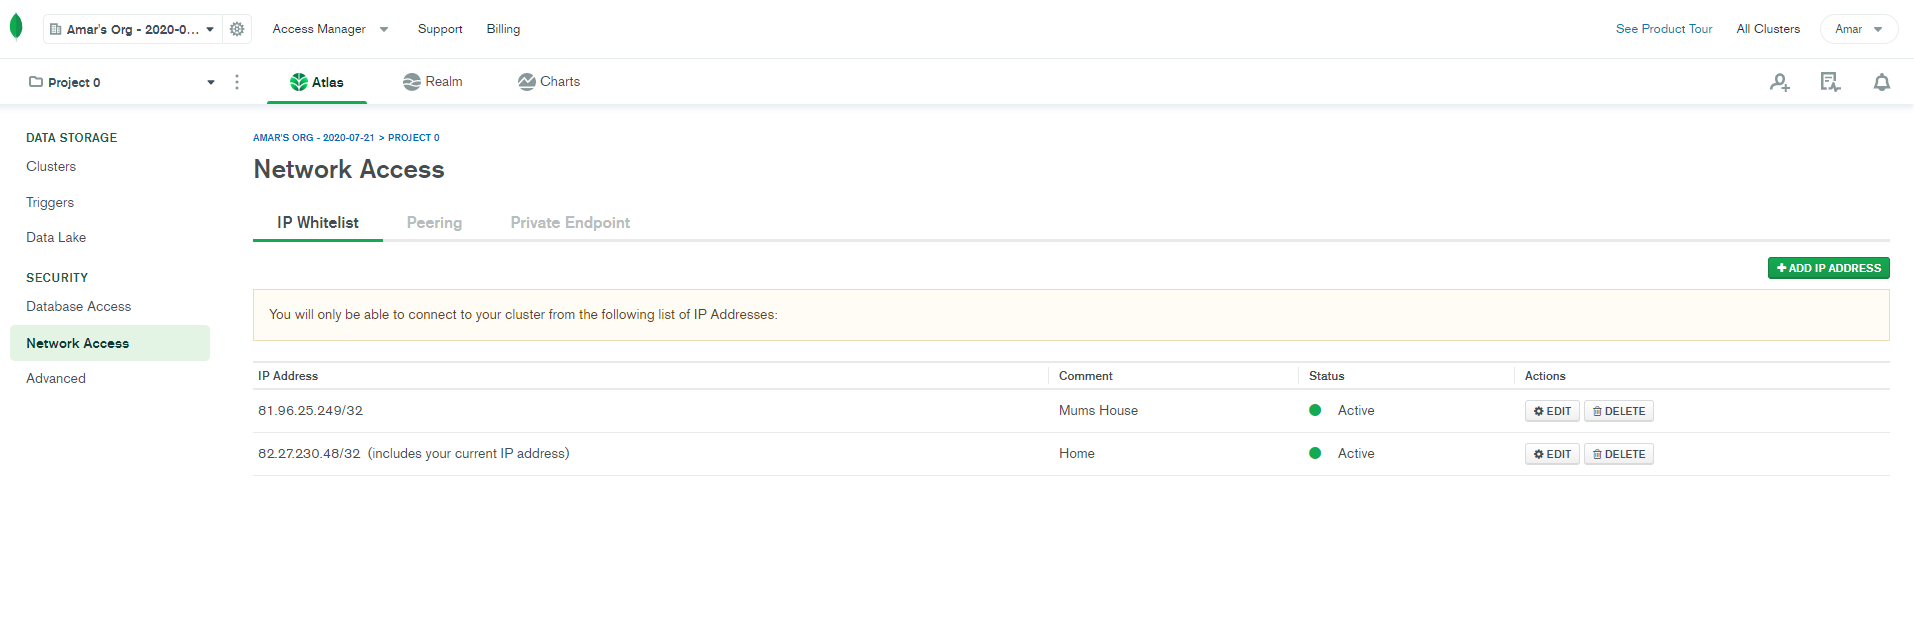 Amar's Org - 2020-0... Access Manager Support Billing See Product Tour All Clusters Amar
Project 0 Atlas Realm Charts
DATA STORAGE
Clusters
Triggers
Data Lake
SECURITY
Database Access
Network Access
Advanced
AMAR'S ORG - 2020-07-21 > PROJECT 0
Network Access
IP Whitelist Peering Private Endpoint
ADD IP ADDRESS
You will only be able to connect to your cluster from the following list of IP Addresses:
IP Address Comment Status Actions
81.96.25.249/32 Mums House Active EDIT DELETE
82.27.230.48/32 (includes your current IP address) Home Active EDIT DELETE